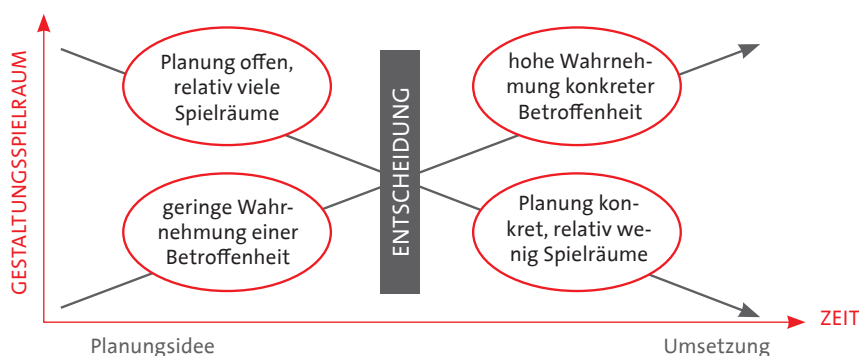 GESTALTUNGSSPIELRAUM
Planung offen,
relativ viele
Spielräume
geringe Wahr-
nehmung einer
Betroffenheit
ENTSCHEIDUNG
hohe Wahrneh-
mung konkreter
Betroffenheit
Planung kon-
kret, relativ we-
nig Spielräume
ZEIT
Planungsidee
Umsetzung